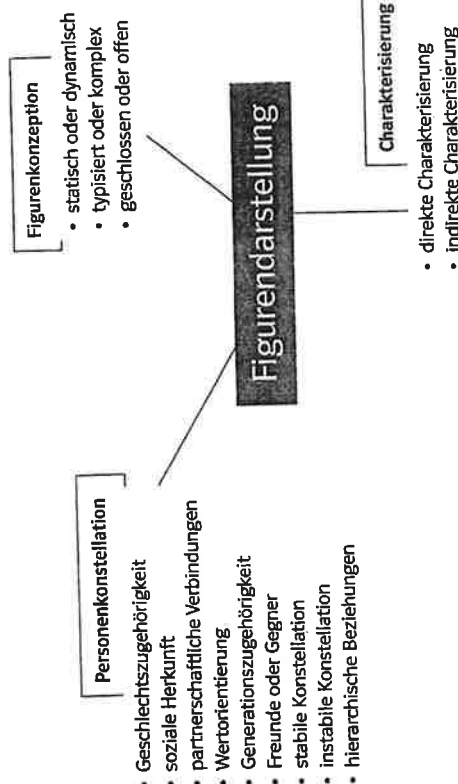 Figurendarstellung
Personenkonstellation
• Geschlechtszugehörigkeit
• soziale Herkunft
• partnerschaftliche Verbindungen
• Wertorientierung
• Generationszugehörigkeit
• Freunde oder Gegner
• stabile Konstellation
• instabile Konstellation
• hierarchische Beziehungen
Figurenkonzeption
• statisch oder dynamisch
• typisiert oder komplex
• geschlossen oder offen
Charakterisierung
• direkte Charakterisierung
• indirekte Charakterisierung